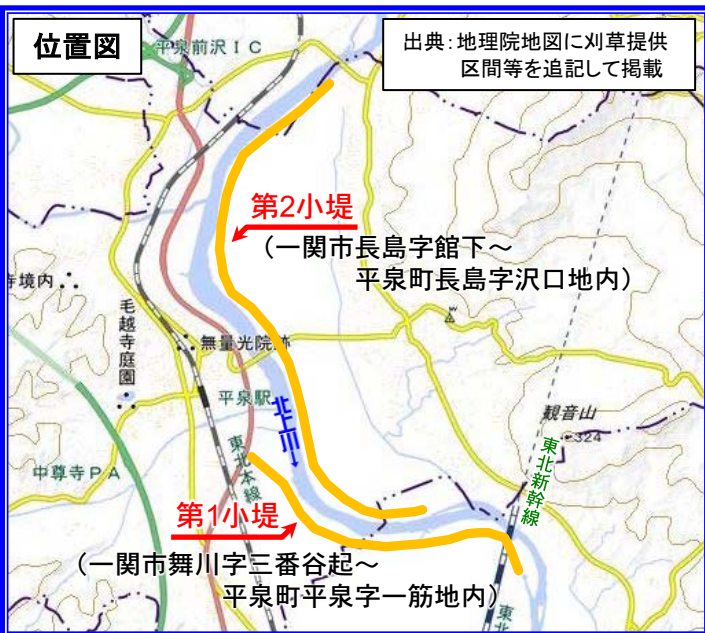 位置図
平泉前沢IC
出典:地理院地図に刈草提供
区間等を追記して掲載
第2小堤
(一関市長島字館下~
平泉町長島字沢口地内)
寺境内
毛越寺庭園
無量光院跡
平泉駅
北上川
観音山
324
東北新幹線
中尊寺PA
東北本線
第1小堤
(一関市舞川字三番谷起~
平泉町平泉字一筋地内)
東北